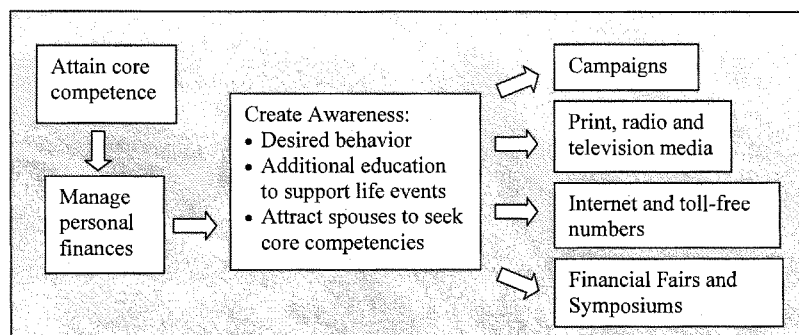 Attain core
competence
Manage
personal
finances
Create Awareness:
• Desired behavior
• Additional education
to support life events
• Attract spouses to seek
core competencies
Campaigns
Print, radio and
television media
Internet and toll-free
numbers
Financial Fairs and
Symposiums